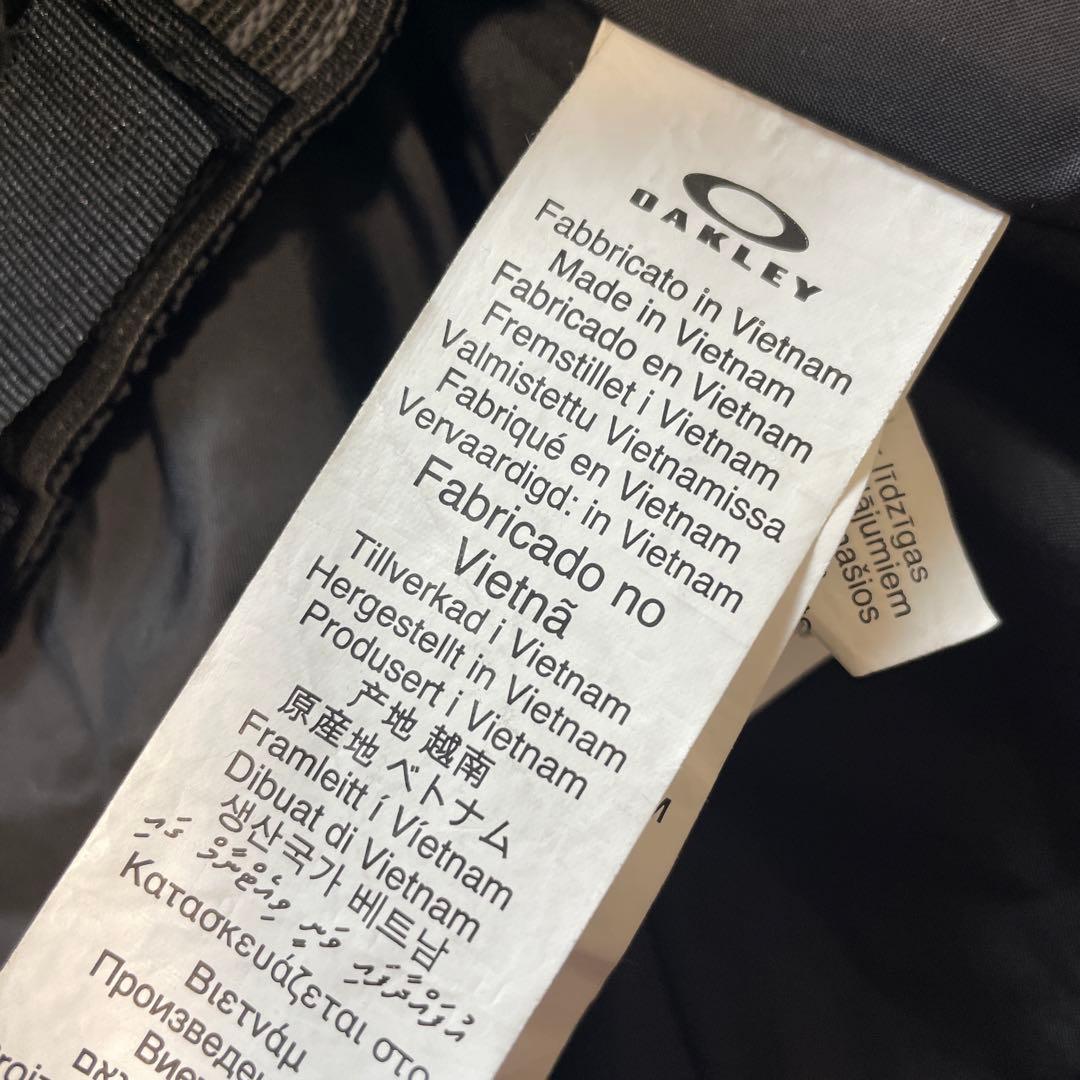 OAKLEY
Fabbricato in Vietnam
Made in Vietnam
Fabricado en Vietnam
Fremstillet i Vietnam
Valmistettu Vietnamissa
Fabriqué en Vietnam
Vervaardigd: in Vietnam
Fabricado no
Vietnã
Tillverkad i Vietnam
Hergestellt in Vietnam
Produsert i Vietnam
产地 越南
原産地 ベトナム
Framleitt í Víetnam
Dibuat di Vietnam
생산국가 베트남
Κατασκευάζεται στο
Βιετνάμ
līdzīgas